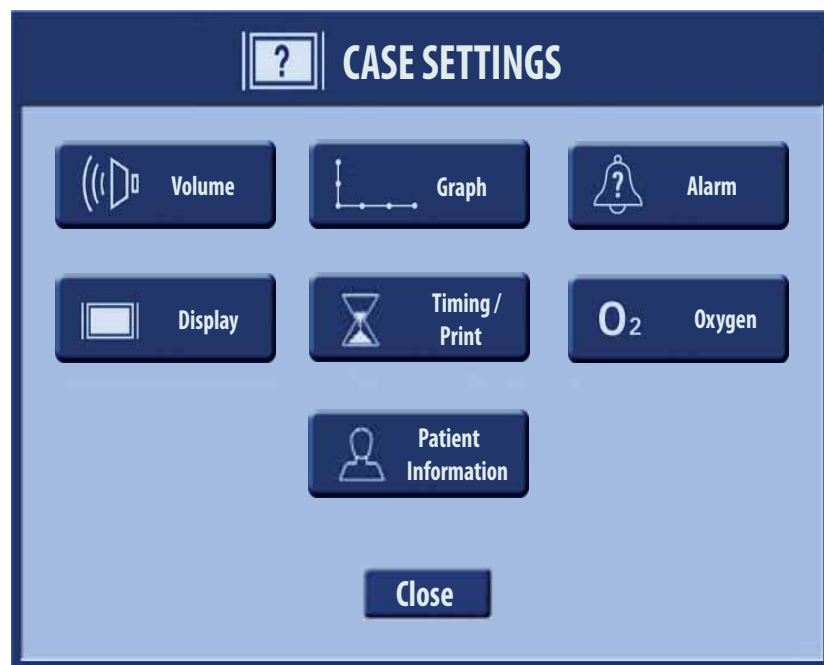 ? CASE SETTINGS
Volume
Graph
? Alarm
Display
Timing /
Print
O₂ Oxygen
Patient
Information
Close